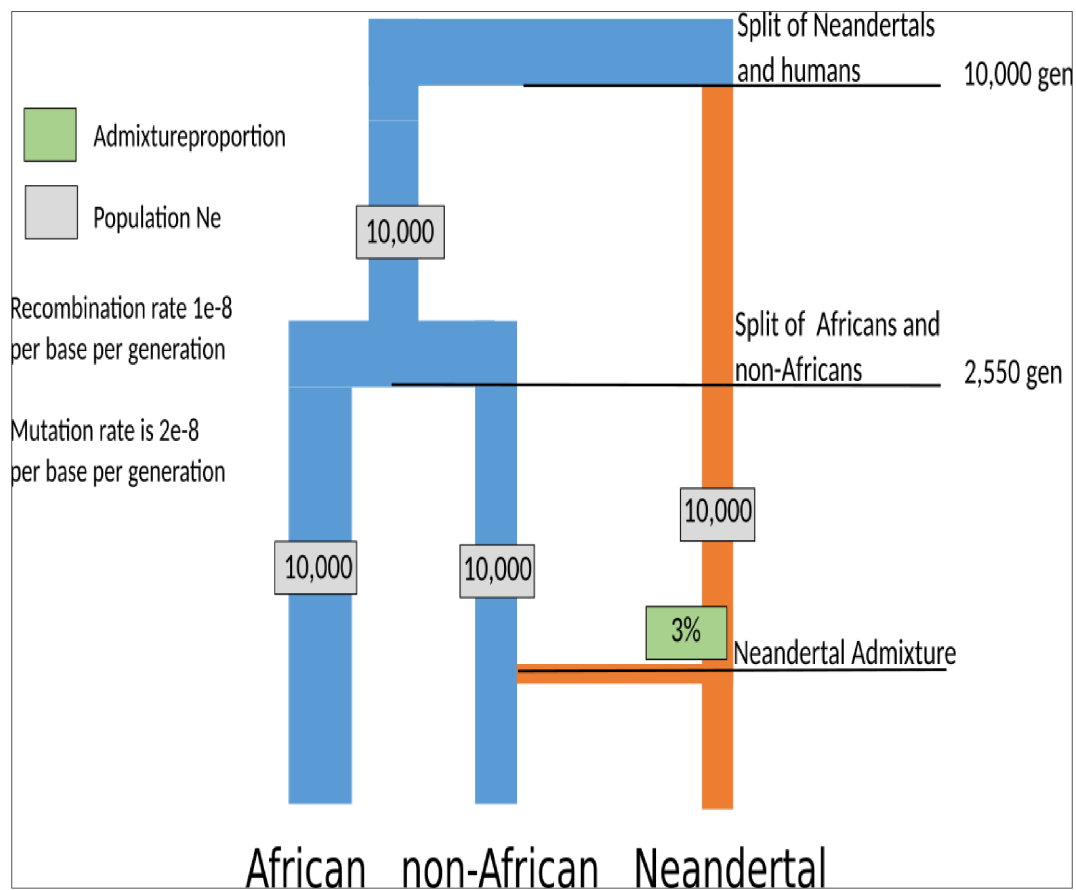 Split of Neandertals
and humans
10,000 gen
Admixtureproportion
Population Ne
10,000
Recombination rate 1e-8
per base per generation
Split of Africans and
non-Africans
2,550 gen
Mutation rate is 2e-8
per base per generation
10,000
10,000
10,000
3%
Neandertal Admixture
African non-African Neandertal